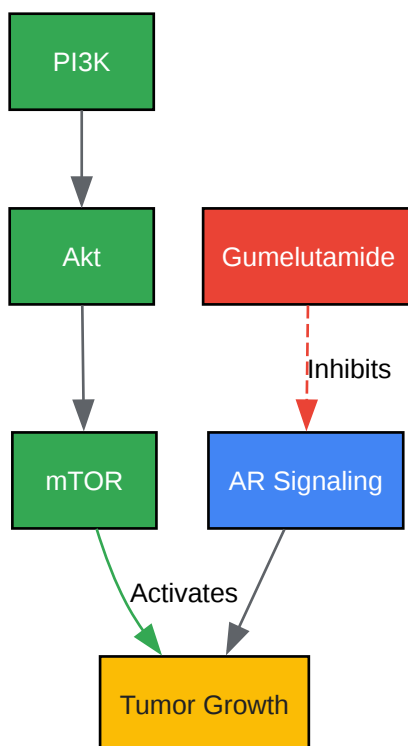 PI3K
Akt
Gumelutamide
Inhibits
mTOR
AR Signaling
Activates
Tumor Growth